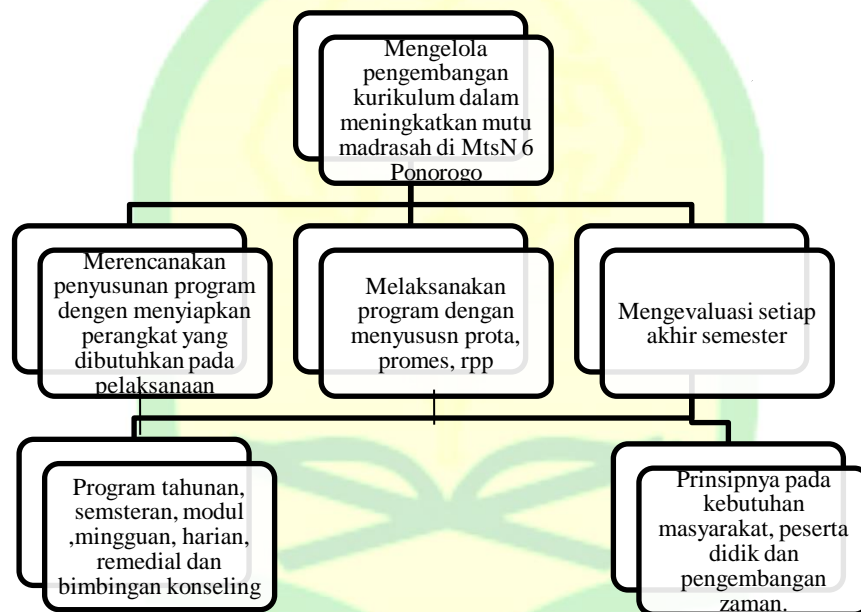 Mengelola
pengembangan
kurikulum dalam
meningkatkan mutu
madrasah di MtsN 6
Ponorogo
Merencanakan
penyusunan program
dengen menyiapkan
perangkat yang
dibutuhkan pada
pelaksanaan
Melaksanakan
program dengan
menyususn prota,
promes, rpp
Mengevaluasi setiap
akhir semester
Program tahunan,
semsteran, modul
,mingguan, harian,
remedial dan
bimbingan konseling
Prinsipnya pada
kebutuhan
masyarakat, peserta
didik dan
pengembangan
zaman.